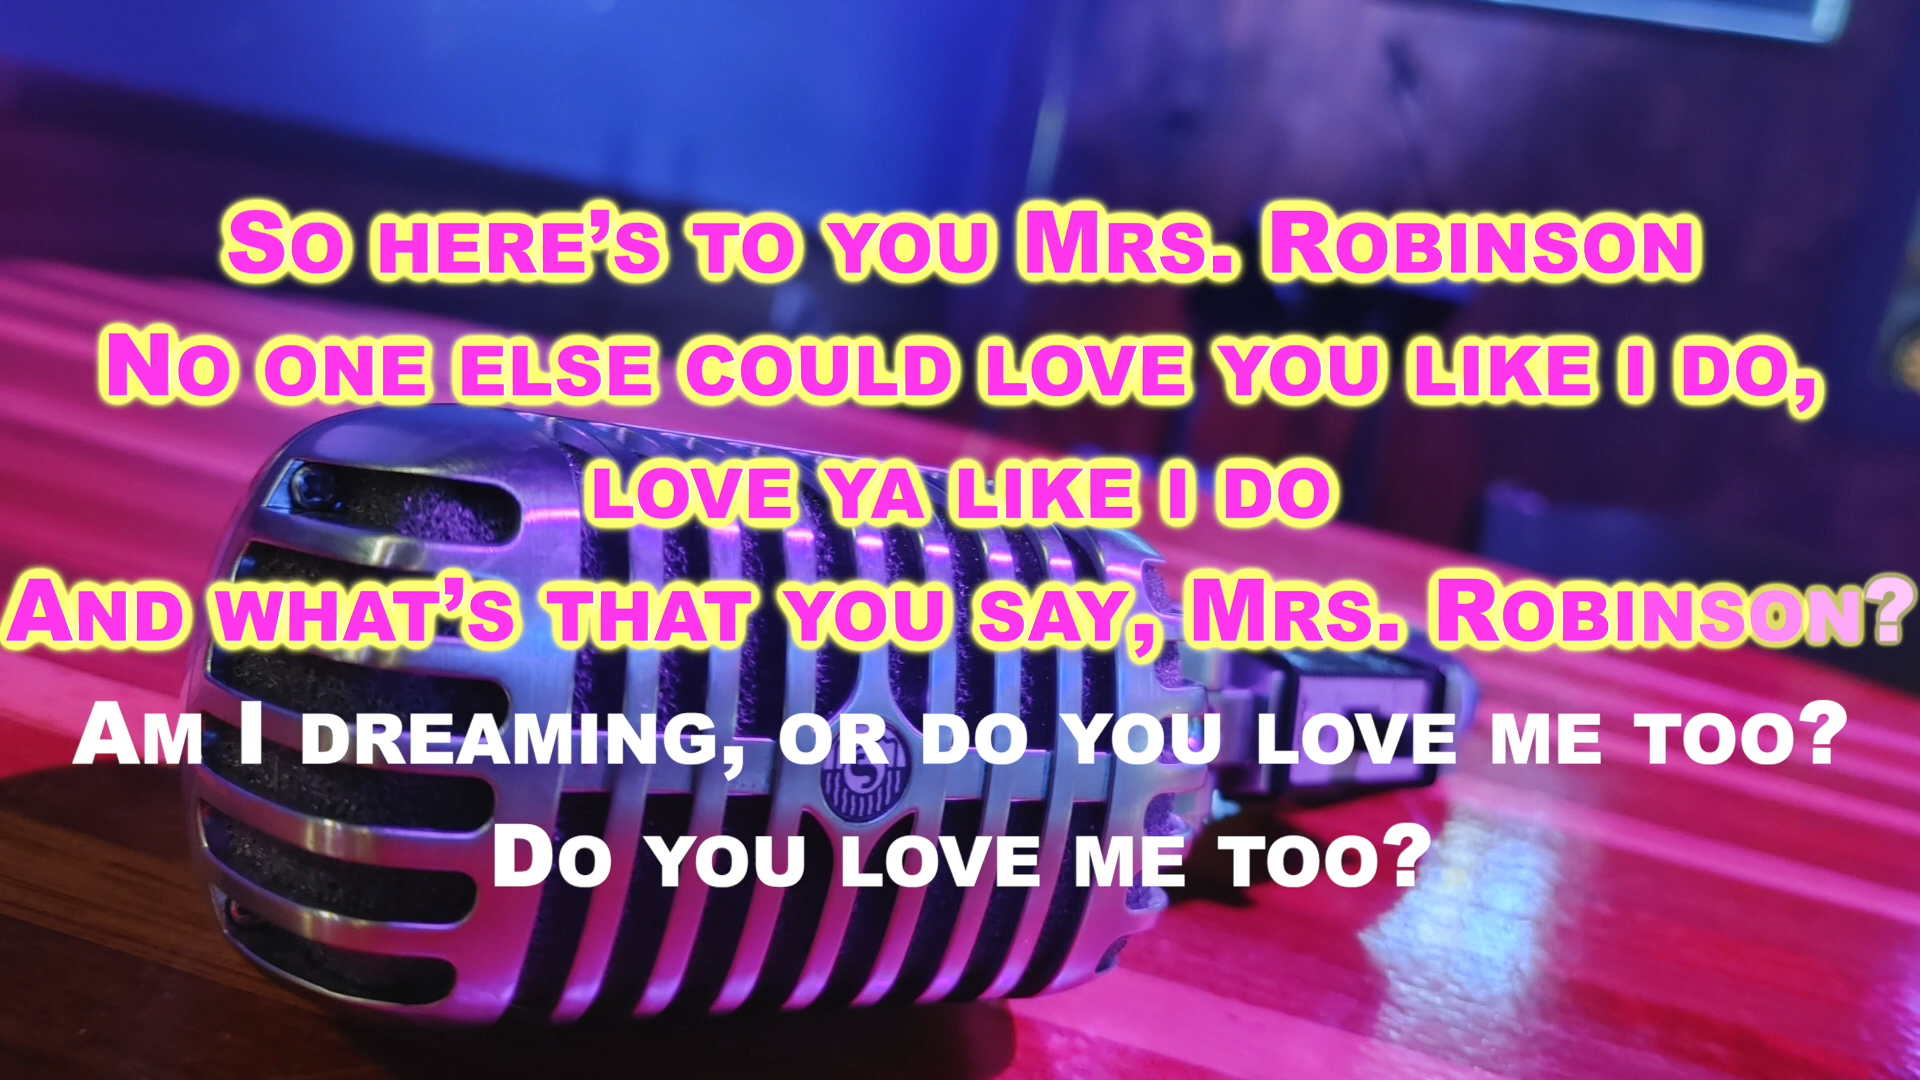 So here’s to you Mrs. Robinson
No one else could love you like i do,
love ya like i do
And what’s that you say, Mrs. Robinson?
Am I dreaming, or do you love me too?
Do you love me too?